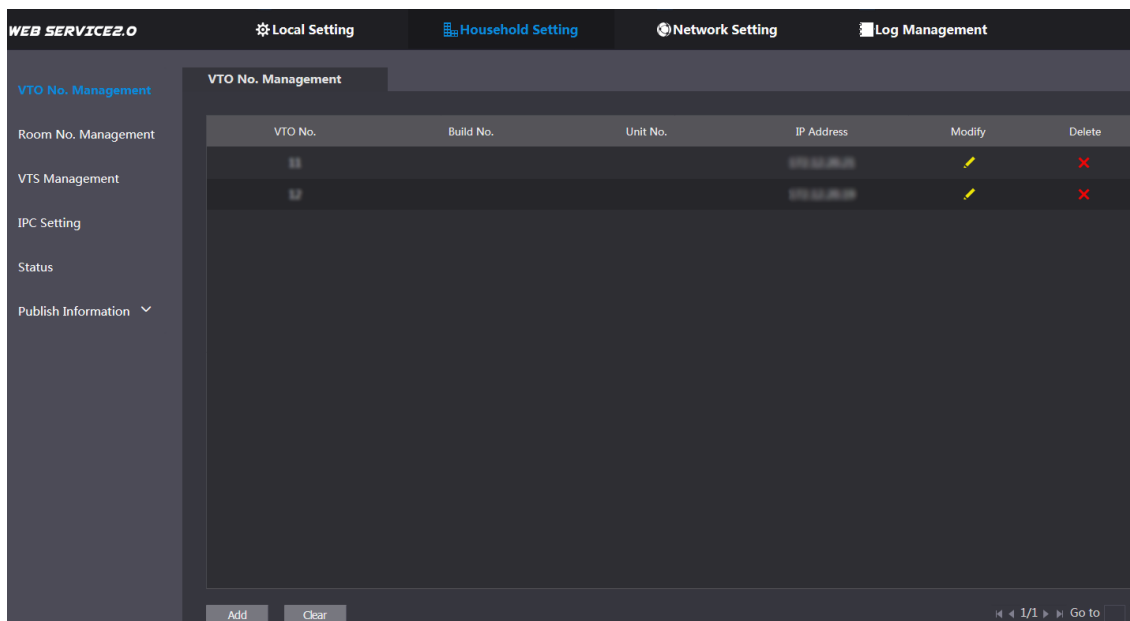 WEB SERVICE2.0 Local Setting Household Setting Network Setting Log Management
VTO No. Management
VTO No. Management
Room No. Management
VTS Management
IPC Setting
Status
Publish Information
VTO No. Build No. Unit No. IP Address Modify Delete
11
12
Add Clear 1/1 Go to